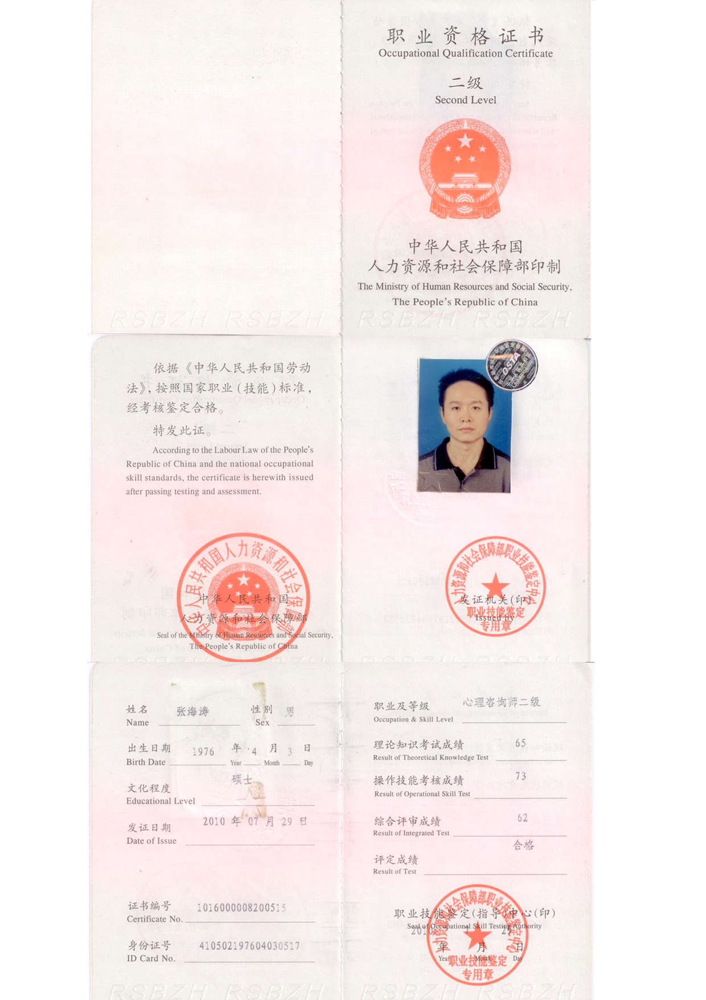 职业资格证书
Occupational Qualification Certificate
二级
Second Level
中华人民共和国
人力资源和社会保障部印制
The Ministry of Human Resources and Social Security,
The People's Republic of China
RSBZH RSBZH RSBZH RSBZH
依据《中华人民共和国劳动
法》，按照国家职业（技能）标准，
经考核鉴定合格。
特发此证。
According to the Labour Law of the People's
Republic of China and the national occupational
skill standards, the certificate is herewith issued
after passing testing and assessment.
中华人民共和国人力资源和社会保障部
中华人民共和国
人力资源和社会保障部
Seal of the Ministry of Human Resources and Social Security,
The People's Republic of China
OSTA
人力资源和社会保障部职业技能鉴定中心
发证机关(印)
职业技能鉴定
Issued by
专用章
姓名 张海涛 性别 男
Name Sex
出生日期 1976 年 4 月 3 日
Birth Date Year Month Day
硕士
文化程度
Educational Level
2010 年 07 月 29 日
发证日期
Date of Issue
证书编号 1016000008200515
Certificate No.
身份证号 410502197604030517
ID Card No.
职业及等级 心理咨询师二级
Occupation & Skill Level
理论知识考试成绩 65
Result of Theoretical Knowledge Test
操作技能考核成绩 73
Result of Operational Skill Test
综合评审成绩 62
Result of Integrated Test
合格
评定成绩
Result of Test
人力资源和社会保障部职业技能鉴定中心
职业技能鉴定(指导)中心(印)
Seal of Occupational Skill Testing Authority
2010 7 29
年 月 日
Year Month Day
职业技能鉴定
专用章
RSBZH RSBZH RSBZH RSBZH